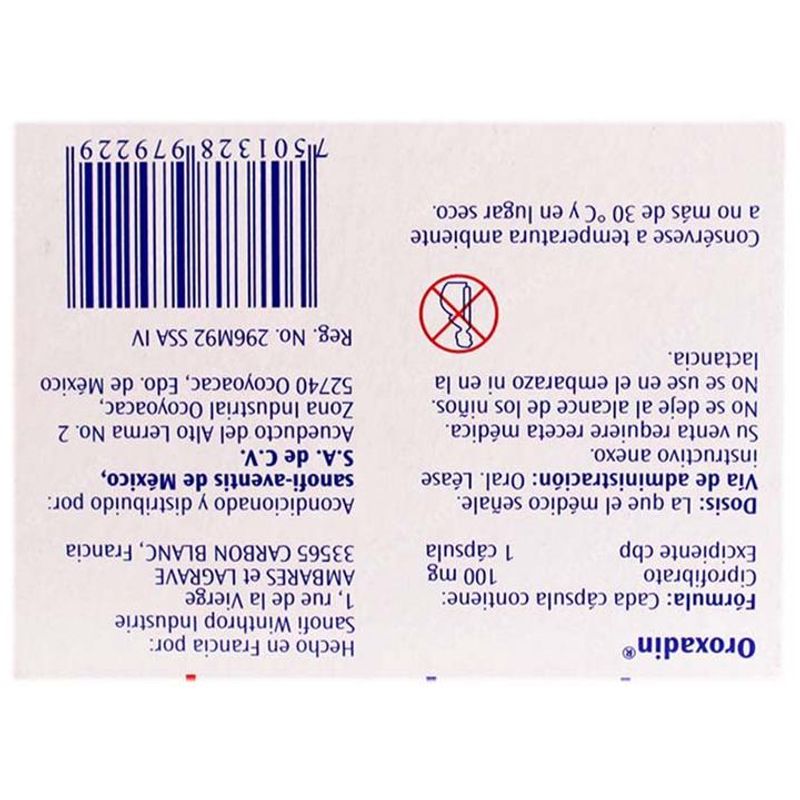 Oroxadin®
Fórmula: Cada cápsula contiene:
Ciprofibrato 100 mg
Excipiente cbp 1 cápsula
Dosis: La que el médico señale.
Vía de administración: Oral. Léase
instructivo anexo.
Su venta requiere receta médica.
No se deje al alcance de los niños.
No se use en el embarazo ni en la
lactancia.
Consérvese a temperatura ambiente
a no más de 30 °C y en lugar seco.
Hecho en Francia por:
Sanofi Winthrop Industrie
1, rue de la Vierge
AMBARES et LAGRAVE
33565 CARBON BLANC, Francia
Acondicionado y distribuido por:
sanofi-aventis de México,
S.A. de C.V.
Acueducto del Alto Lerma No. 2
Zona Industrial Ocoyoacac,
52740 Ocoyoacac, Edo. de México
Reg. No. 296M92 SSA IV
7 501328 979229